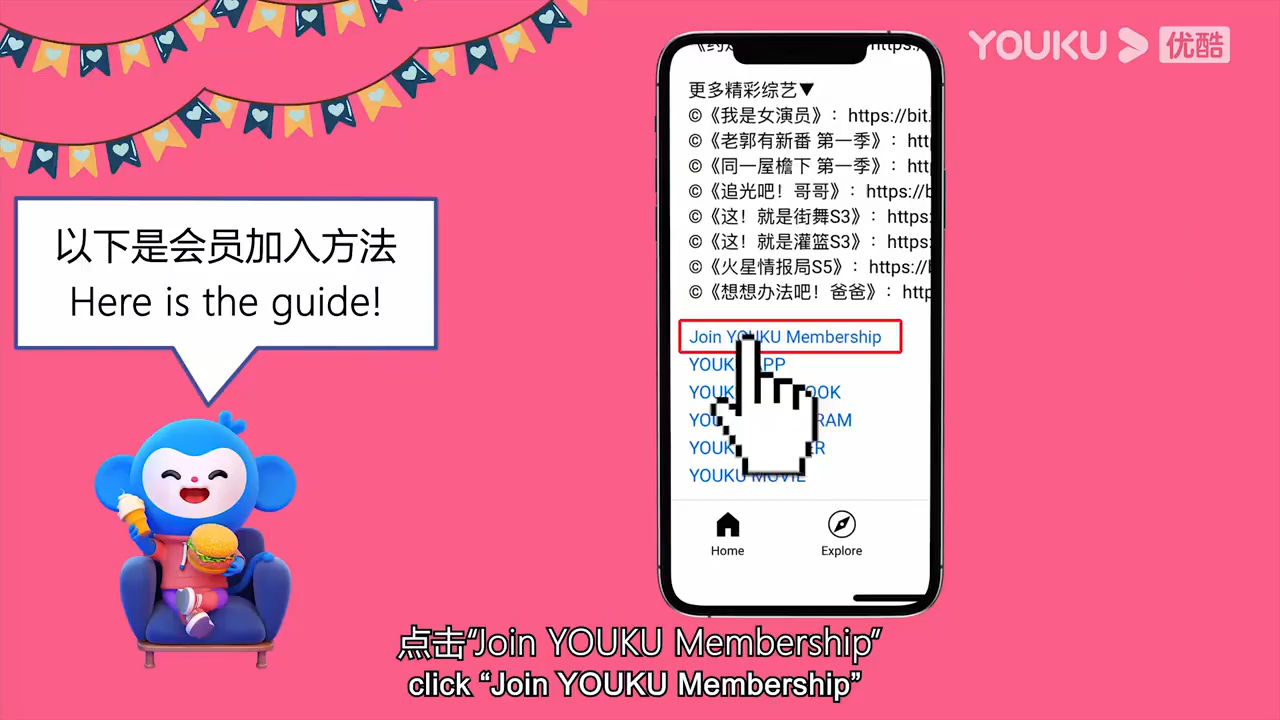 YOUKU 优酷
更多精彩综艺▼
©《我是女演员》：https://bit.
©《老郭有新番 第一季》：htt
©《同一屋檐下 第一季》：htt
©《追光吧！哥哥》：https://b
©《这！就是街舞S3》：https:
©《这！就是灌篮S3》：https:
©《火星情报局S5》：https://
©《想想办法吧！爸爸》：http
以下是会员加入方法
Here is the guide!
Join YOUKU Membership
YOUKU MOVIE
Home
Explore
点击“Join YOUKU Membership”
click “Join YOUKU Membership”